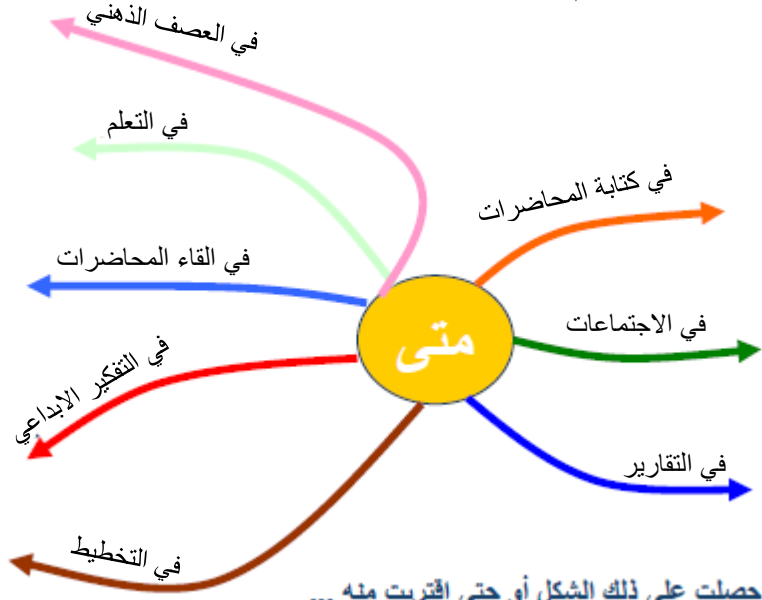 في العصف الذهني
في التعلم
في كتابة المحاضرات
في القاء المحاضرات
متى
في الاجتماعات
في التفكير الابداعي
في التقارير
في التخطيط
حصلت على ذلك الشكل أو حتى اقتربت منه ...